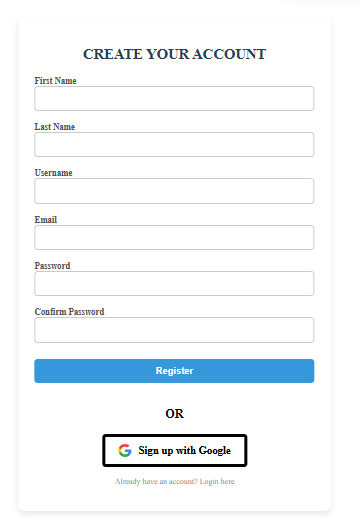 CREATE YOUR ACCOUNT
First Name
Last Name
Username
Email
Password
Confirm Password
Register
OR
Sign up with Google
Already have an account? Login here